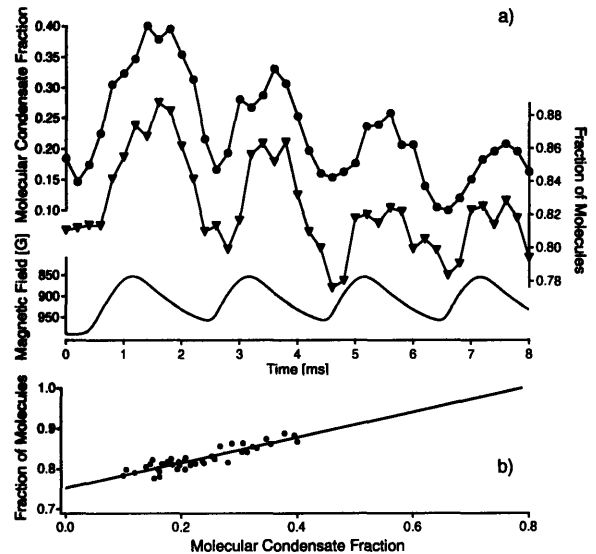 a)
Molecular Condensate Fraction
0.40
0.35
0.30
0.25
0.20
0.15
0.10
Fraction of Molecules
0.88
0.86
0.84
0.82
0.80
0.78
Magnetic Field [G]
850
900
950
0 1 2 3 4 5 6 7 8
Time [ms]
b)
Fraction of Molecules
1.0
0.9
0.8
0.7
0.0 0.2 0.4 0.6 0.8
Molecular Condensate Fraction